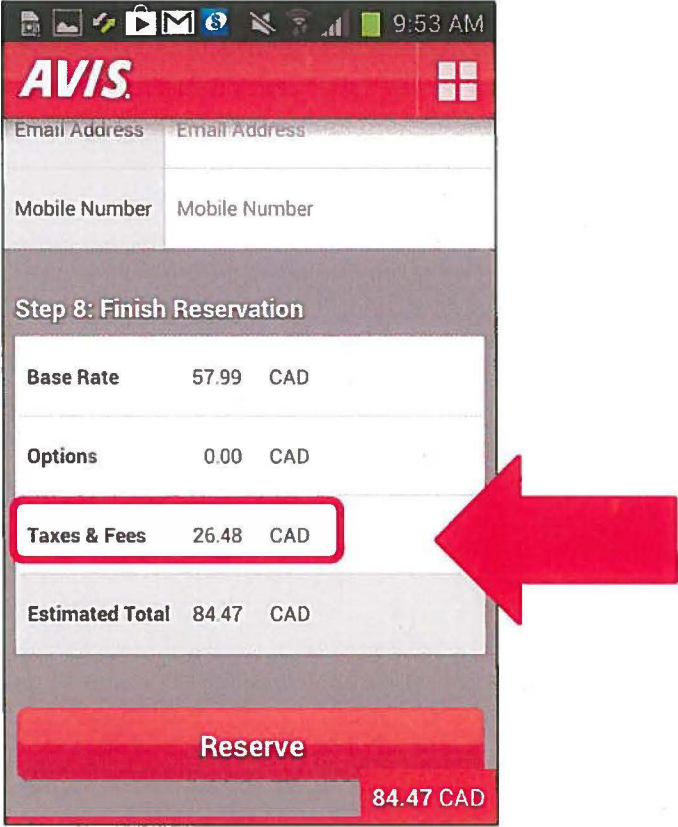 9:53 AM
AVIS
Email Address Email Address
Mobile Number Mobile Number
Step 8: Finish Reservation
Base Rate 57.99 CAD
Options 0.00 CAD
Taxes & Fees 26.48 CAD
Estimated Total 84.47 CAD
Reserve
84.47 CAD